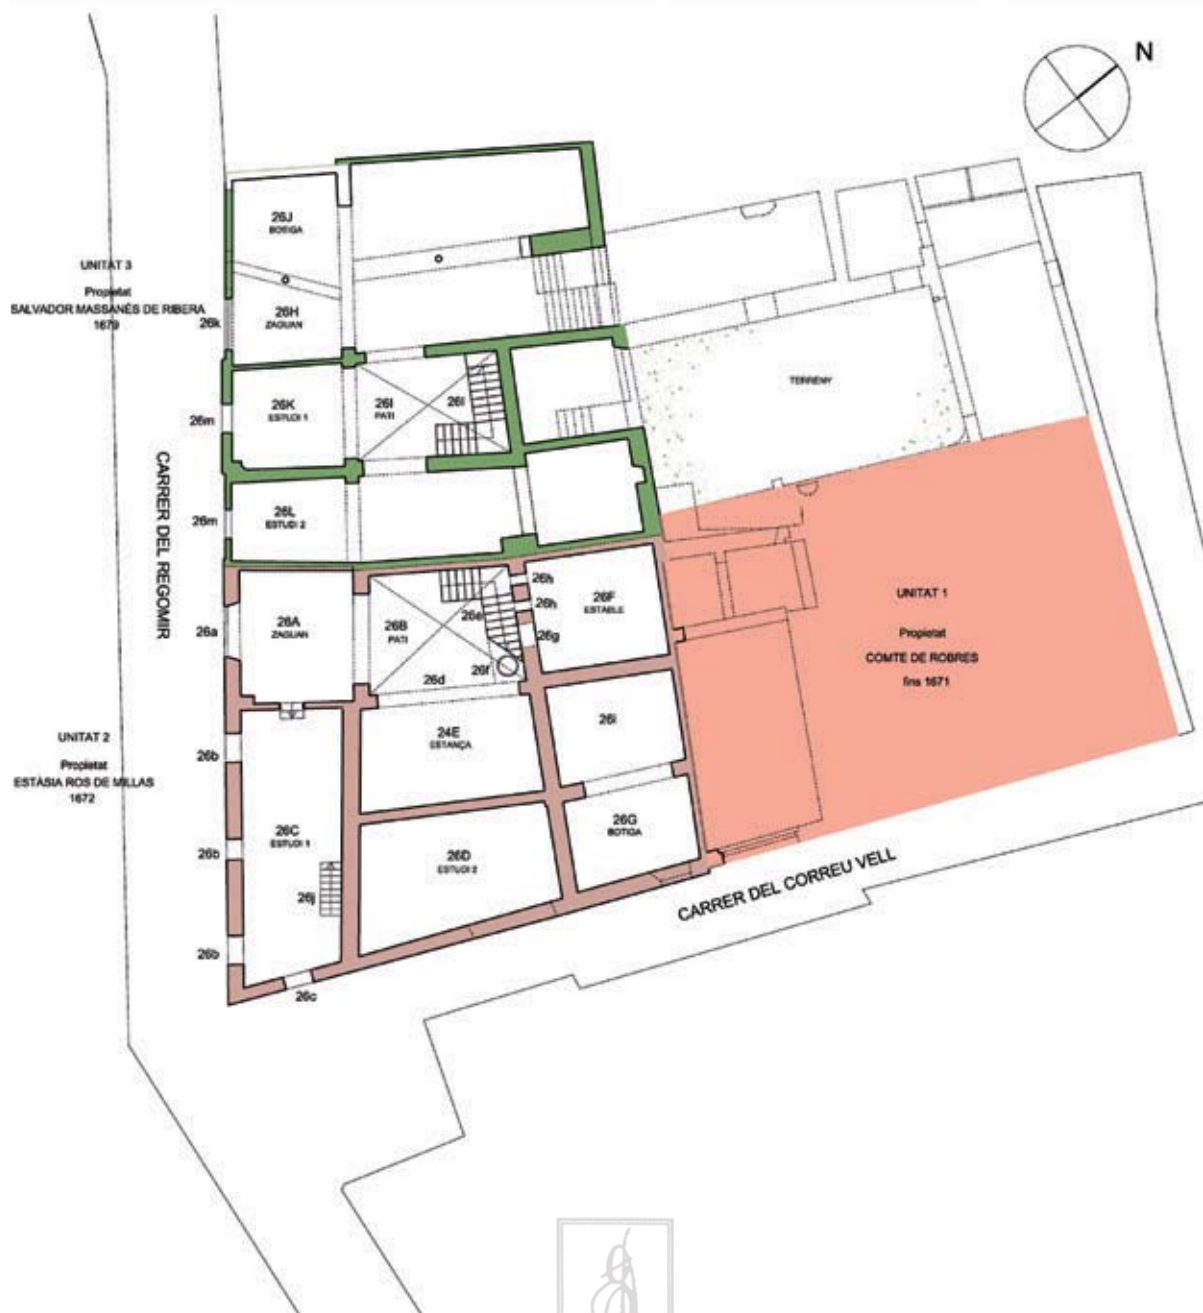 N
26J
BOTIGA
UNITAT 3
Propietat
SALVADOR MASSANÉS DE RIBERA
1679
26k
26H
ZAGUAN
26K
ESTUDI 1
26I
PATI
26l
TERRENY
26m
CARRER DEL REGOMIR
26L
ESTUDI 2
26m
26A
ZAGUAN
26a
26B
PATI
26e
26h
26h
26g
26F
ESTABLE
26f
26d
UNITAT 1
Propietat
COMTE DE ROBRES
fins 1671
UNITAT 2
Propietat
ESTÀSIA ROS DE MILLAS
1672
26b
24E
ESTANÇA
26i
26G
BOTIGA
26C
ESTUDI 1
26b
26D
ESTUDI 2
26j
26b
26c
CARRER DEL CORREU VELL